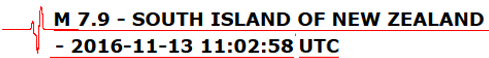 M 7.9 - SOUTH ISLAND OF NEW ZEALAND
- 2016-11-13 11:02:58 UTC